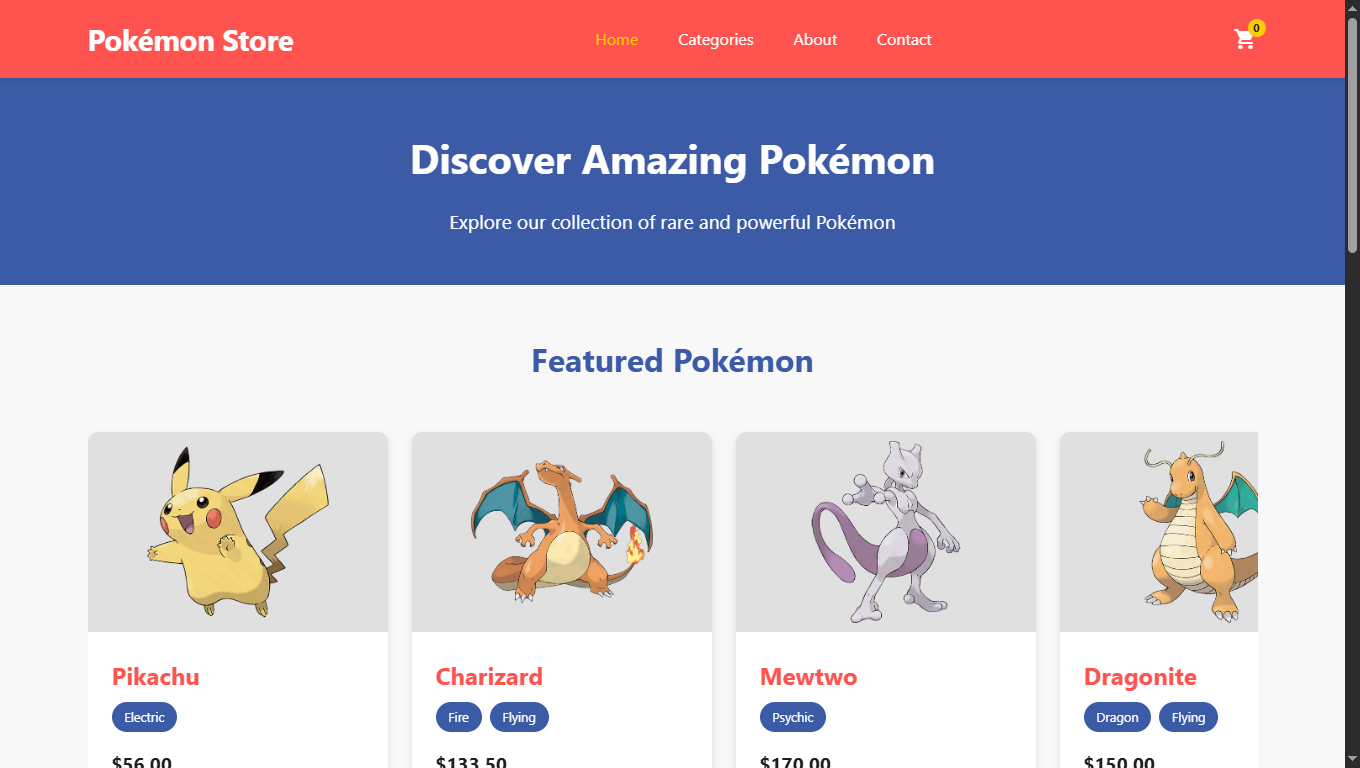 Pokémon Store
Home Categories About Contact
0
Discover Amazing Pokémon
Explore our collection of rare and powerful Pokémon
Featured Pokémon
Pikachu
Electric
$56.00
Charizard
Fire Flying
$133.50
Mewtwo
Psychic
$170.00
Dragonite
Dragon Flying
$150.00